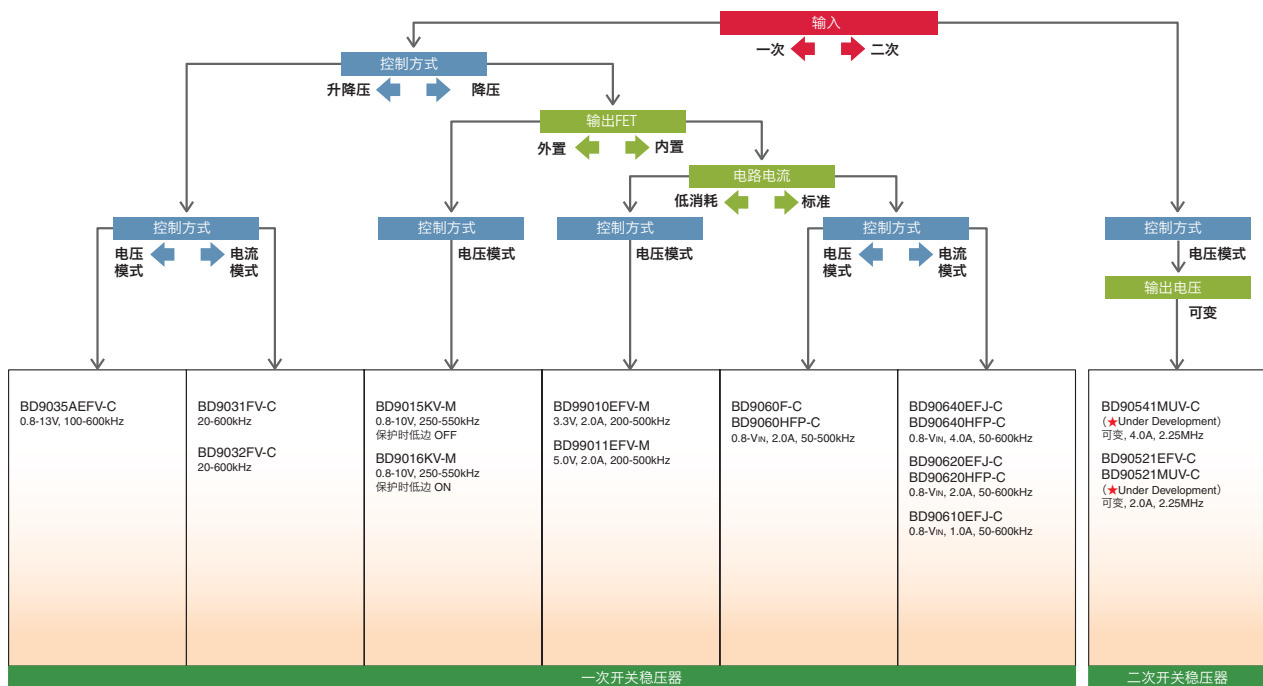 输入
一次
二次
控制方式
升降压
降压
输出FET
外置
内置
电路电流
低消耗
标准
控制方式
电压
模式
电流
模式
控制方式
电压模式
控制方式
电压模式
控制方式
电压
模式
电流
模式
控制方式
电压模式
输出电压
可变
BD9035AEFV-C
0.8-13V, 100-600kHz
BD9031FV-C
20-600kHz
BD9032FV-C
20-600kHz
BD9015KV-M
0.8-10V, 250-550kHz
保护时低边 OFF
BD9016KV-M
0.8-10V, 250-550kHz
保护时低边 ON
BD99010EFV-M
3.3V, 2.0A, 200-500kHz
BD99011EFV-M
5.0V, 2.0A, 200-500kHz
BD9060F-C
BD9060HFP-C
0.8-VIN, 2.0A, 50-500kHz
BD90640EFJ-C
BD90640HFP-C
0.8-VIN, 4.0A, 50-600kHz
BD90620EFJ-C
BD90620HFP-C
0.8-VIN, 2.0A, 50-600kHz
BD90610EFJ-C
0.8-VIN, 1.0A, 50-600kHz
BD90541MUV-C
(★Under Development)
可变, 4.0A, 2.25MHz
BD90521EFV-C
BD90521MUV-C
(★Under Development)
可变, 2.0A, 2.25MHz
一次开关稳压器
二次开关稳压器